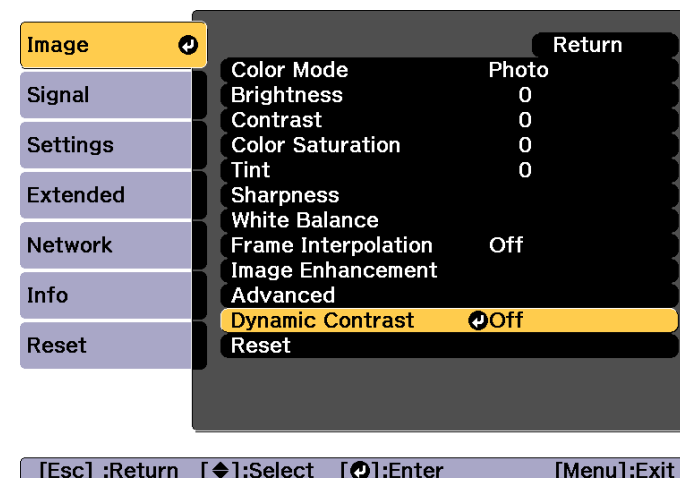 Image
Signal
Settings
Extended
Network
Info
Reset
Return
Color Mode Photo
Brightness 0
Contrast 0
Color Saturation 0
Tint 0
Sharpness
White Balance
Frame Interpolation Off
Image Enhancement
Advanced
Dynamic Contrast Off
Reset
[Esc] :Return [ ]:Select [ ]:Enter [Menu]:Exit